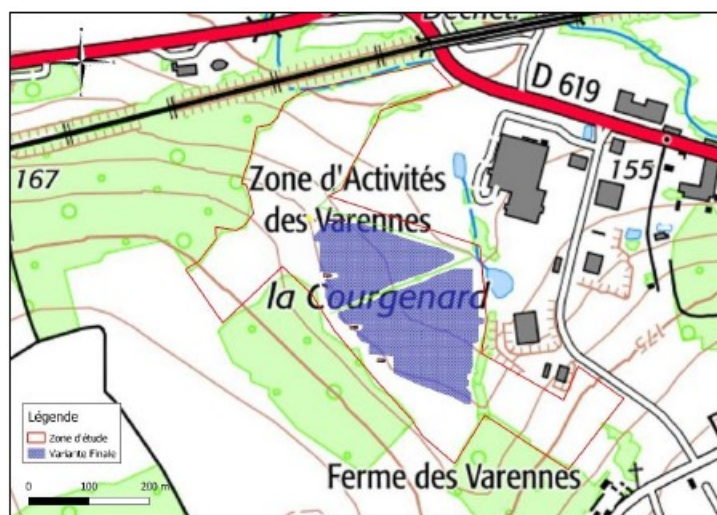 Déchet.
D 619
155
167
Zone d'Activités
des Varennes
la Courgenard
175
Légende
Zone d'étude
Variante Finale
0 100 200 m
Ferme des Varennes